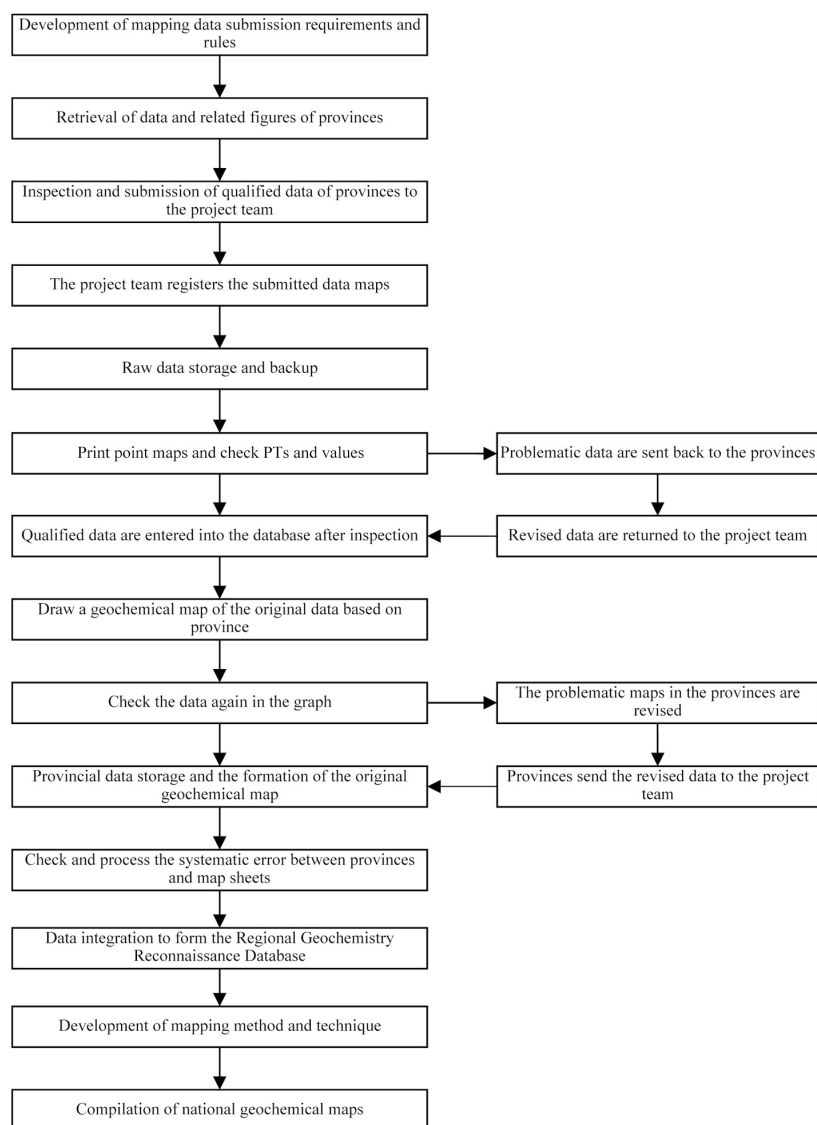 Development of mapping data submission requirements and
rules
Retrieval of data and related figures of provinces
Inspection and submission of qualified data of provinces to
the project team
The project team registers the submitted data maps
Raw data storage and backup
Print point maps and check PTs and values
Problematic data are sent back to the provinces
Qualified data are entered into the database after inspection
Revised data are returned to the project team
Draw a geochemical map of the original data based on
province
Check the data again in the graph
The problematic maps in the provinces are
revised
Provincial data storage and the formation of the original
geochemical map
Provinces send the revised data to the project
team
Check and process the systematic error between provinces
and map sheets
Data integration to form the Regional Geochemistry
Reconnaissance Database
Development of mapping method and technique
Compilation of national geochemical maps